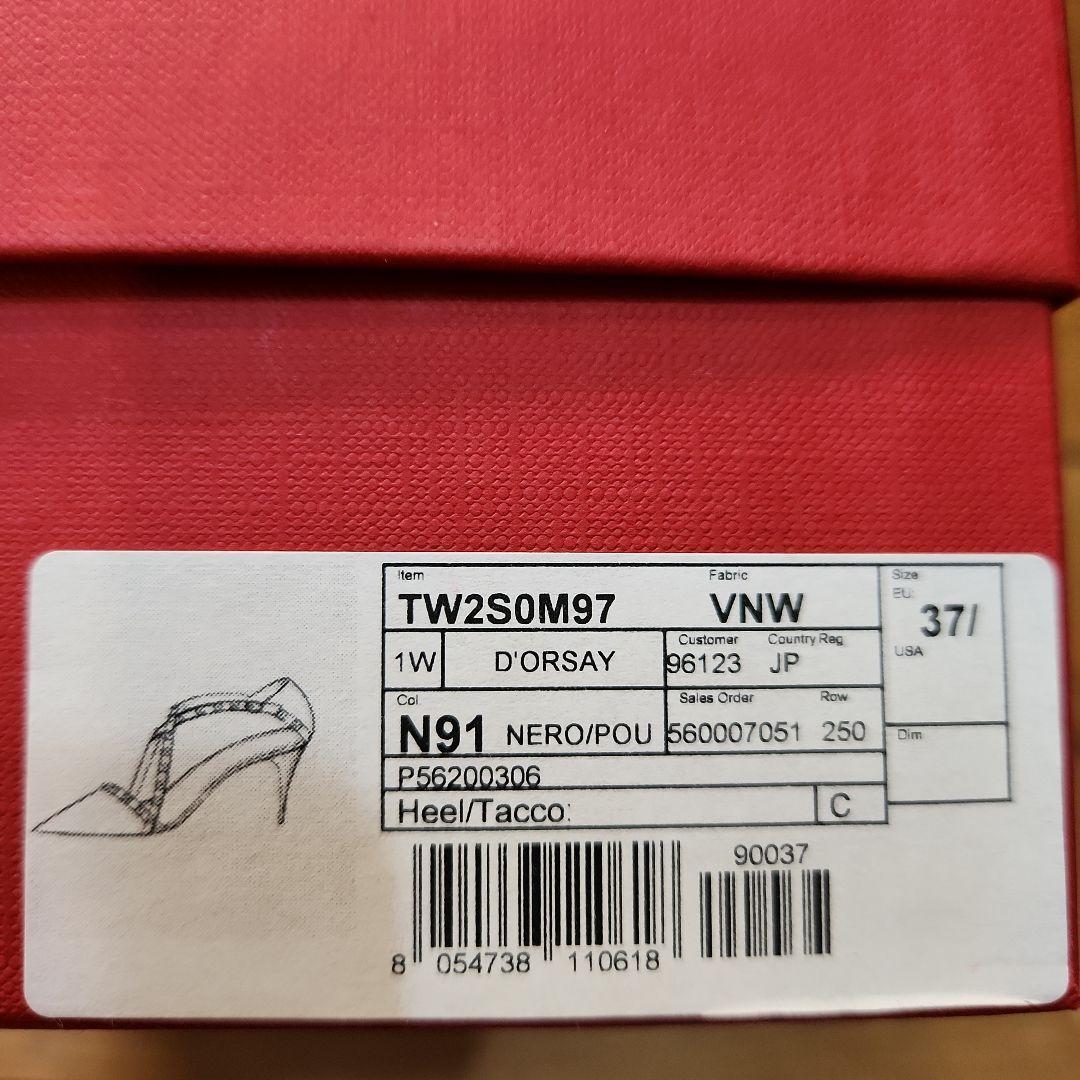 Item Fabric Size
TW2S0M97 VNW EU: 37/
1W D'ORSAY
Customer Country Reg
96123 JP
USA
Col Sales Order Row
N91 NERO/POU 560007051 250
Dim
P56200306
Heel/Tacco: C
90037
8 054738 110618